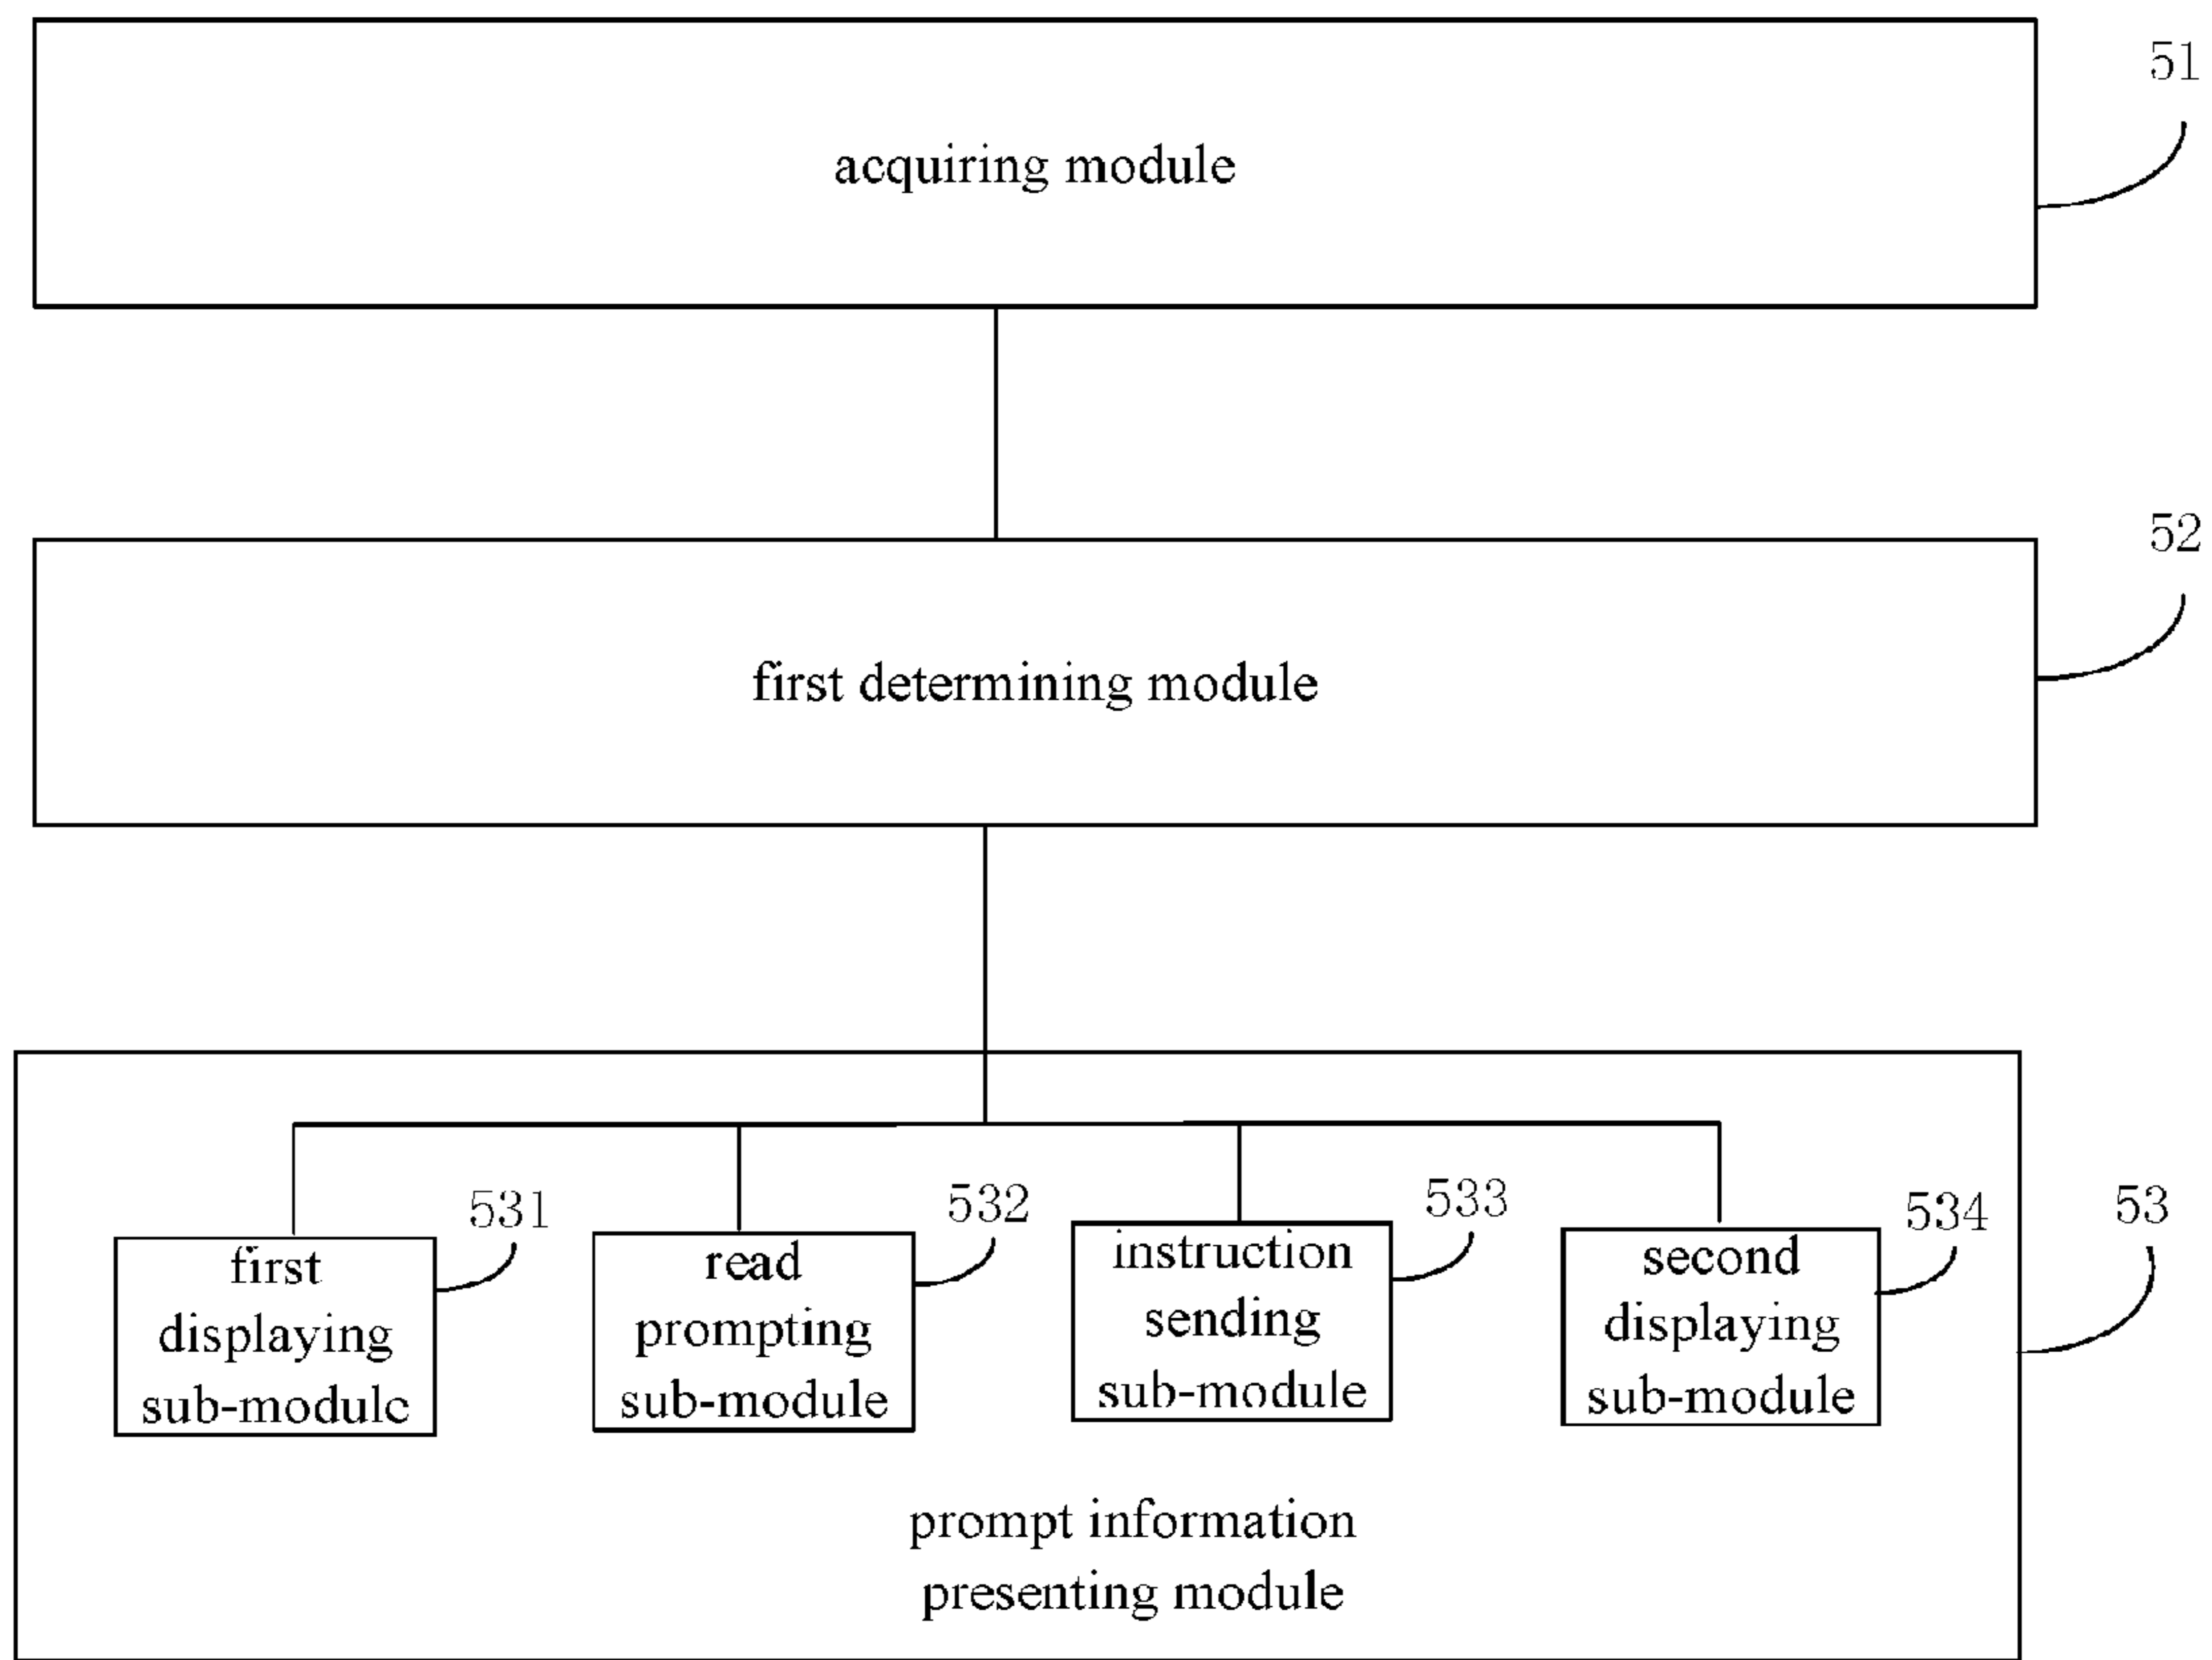 51
acquiring module
52
first determining module
531
532
533
534
53
first
displaying
sub-module
read
prompting
sub-module
instruction
sending
sub-module
second
displaying
sub-module
prompt information
presenting module